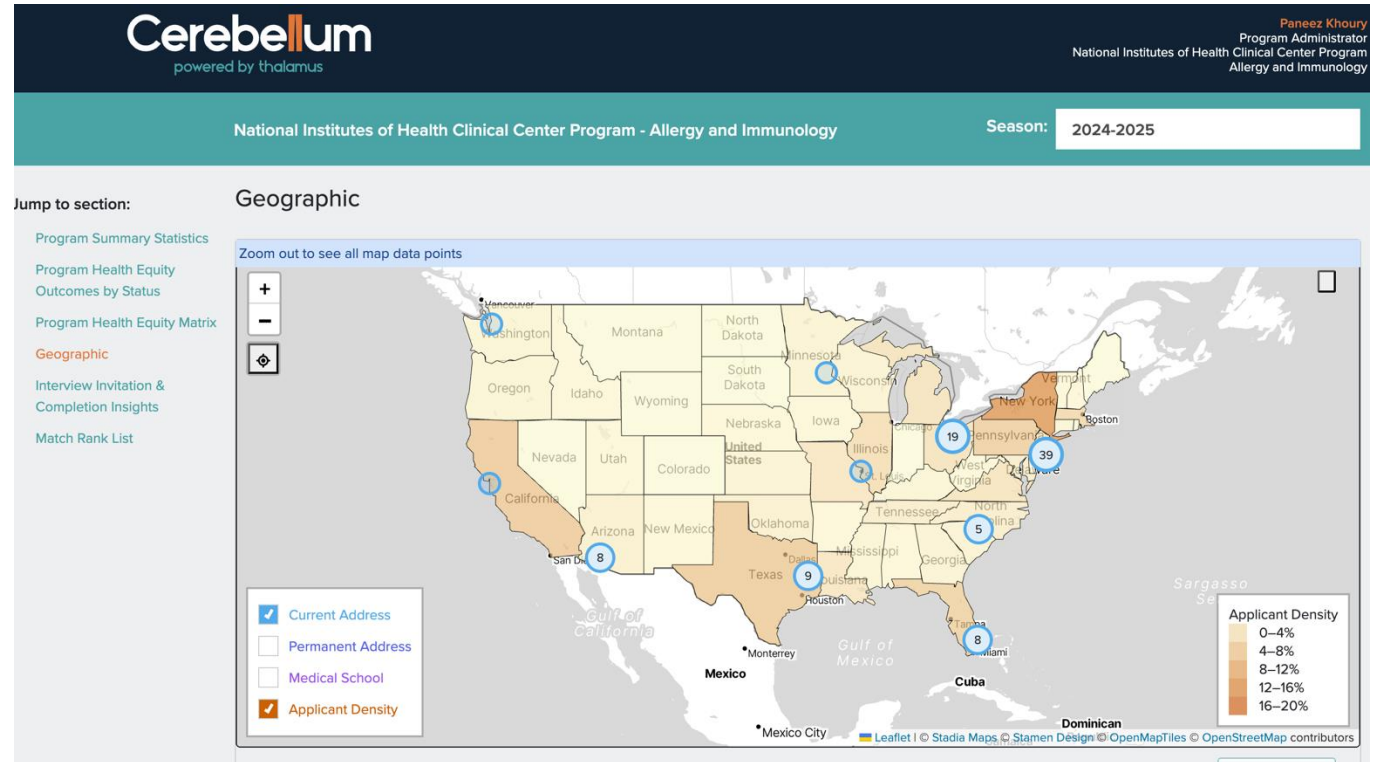 Cerebellum
powered by thalamus
Paneez Khoury
Program Administrator
National Institutes of Health Clinical Center Program
Allergy and Immunology
National Institutes of Health Clinical Center Program - Allergy and Immunology
Season:
2024-2025
Jump to section:
Program Summary Statistics
Program Health Equity
Outcomes by Status
Program Health Equity Matrix
Geographic
Interview Invitation &
Completion Insights
Match Rank List
Geographic
Zoom out to see all map data points
+
−
Vancouver
Washington
Montana
North
Dakota
Minnesota
South
Dakota
Wisconsin
Vermont
Oregon
Idaho
Wyoming
New York
Nebraska
Iowa
Chicago
Boston
19
Pennsylvania
39
Nevada
Utah
Colorado
United
States
Illinois
St. Louis
West
Virginia
Delaware
California
Tennessee
North
Arizona
New Mexico
Oklahoma
5
Mississippi
Georgia
San Di
8
Dallas
Texas
9
Houston
Sargasso
Se
Tampa
8
Miami
Gulf of
California
Gulf of
Mexico
Monterrey
Mexico
Cuba
Mexico City
Dominican
Current Address
Permanent Address
Medical School
Applicant Density
Applicant Density
0–4%
4–8%
8–12%
12–16%
16–20%
Leaflet | © Stadia Maps © Stamen Design © OpenMapTiles © OpenStreetMap contributors